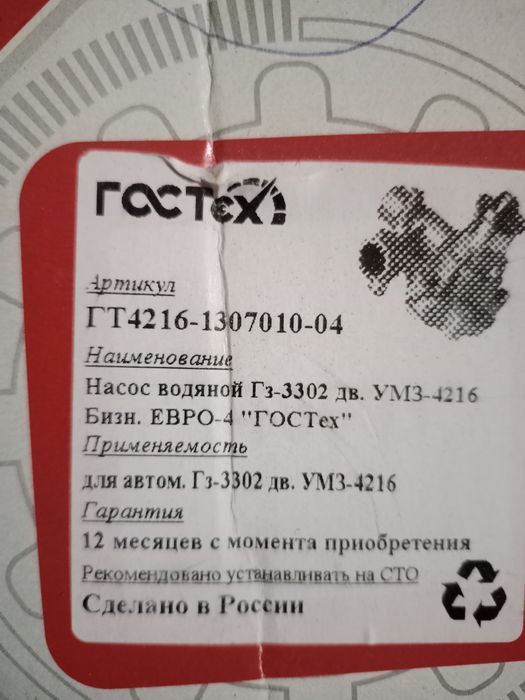 ГОСТех
Артикул
ГТ4216-1307010-04
Наименование
Насос водяной Гз-3302 дв. УМЗ-4216
Бизн. ЕВРО-4 "ГОСТех"
Применяемость
для автом. Гз-3302 дв. УМЗ-4216
Гарантия
12 месяцев с момента приобретения
Рекомендовано устанавливать на СТО
Сделано в России